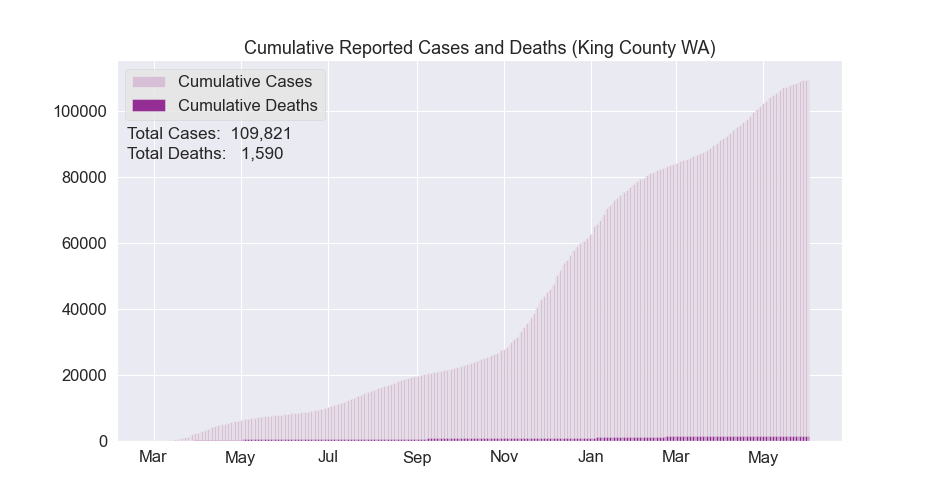 Cumulative Reported Cases and Deaths (King County WA)
Cumulative Cases
Cumulative Deaths
Total Cases:  109,821
Total Deaths:   1,590
100000
80000
60000
40000
20000
0
Mar May Jul Sep Nov Jan Mar May